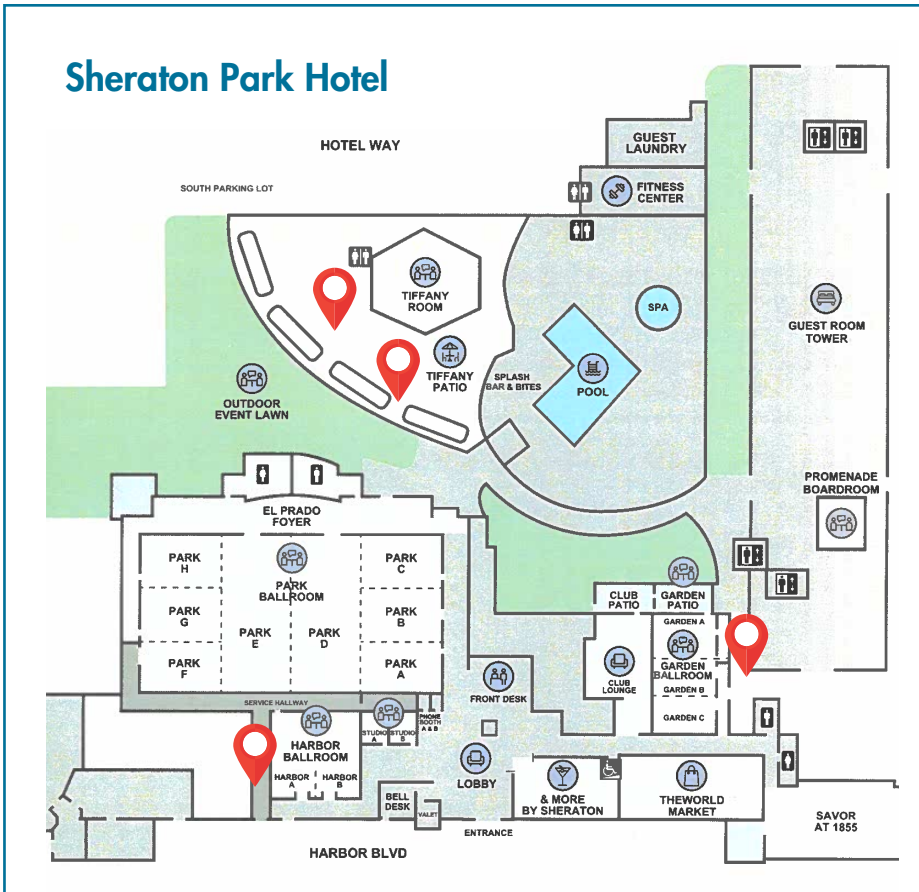 Sheraton Park Hotel
HOTEL WAY
SOUTH PARKING LOT
GUEST
LAUNDRY
FITNESS
CENTER
TIFFANY
ROOM
SPA
GUEST ROOM
TOWER
TIFFANY
PATIO
SPLASH
BAR & BITES
POOL
OUTDOOR
EVENT LAWN
PROMENADE
BOARDROOM
EL PRADO
FOYER
PARK
H
PARK
BALLROOM
PARK
C
PARK
G
PARK
E
PARK
D
PARK
B
PARK
F
PARK
A
CLUB
PATIO
GARDEN
PATIO
GARDEN A
GARDEN
BALLROOM
GARDEN B
GARDEN C
CLUB
LOUNGE
FRONT DESK
SERVICE HALLWAY
STUDIO
A
STUDIO
B
PHONE
BOOTH
A & B
HARBOR
BALLROOM
HARBOR
A
HARBOR
B
LOBBY
BELL
DESK
VALET
& MORE
BY SHERATON
THEWORLD
MARKET
SAVOR
AT 1855
ENTRANCE
HARBOR BLVD